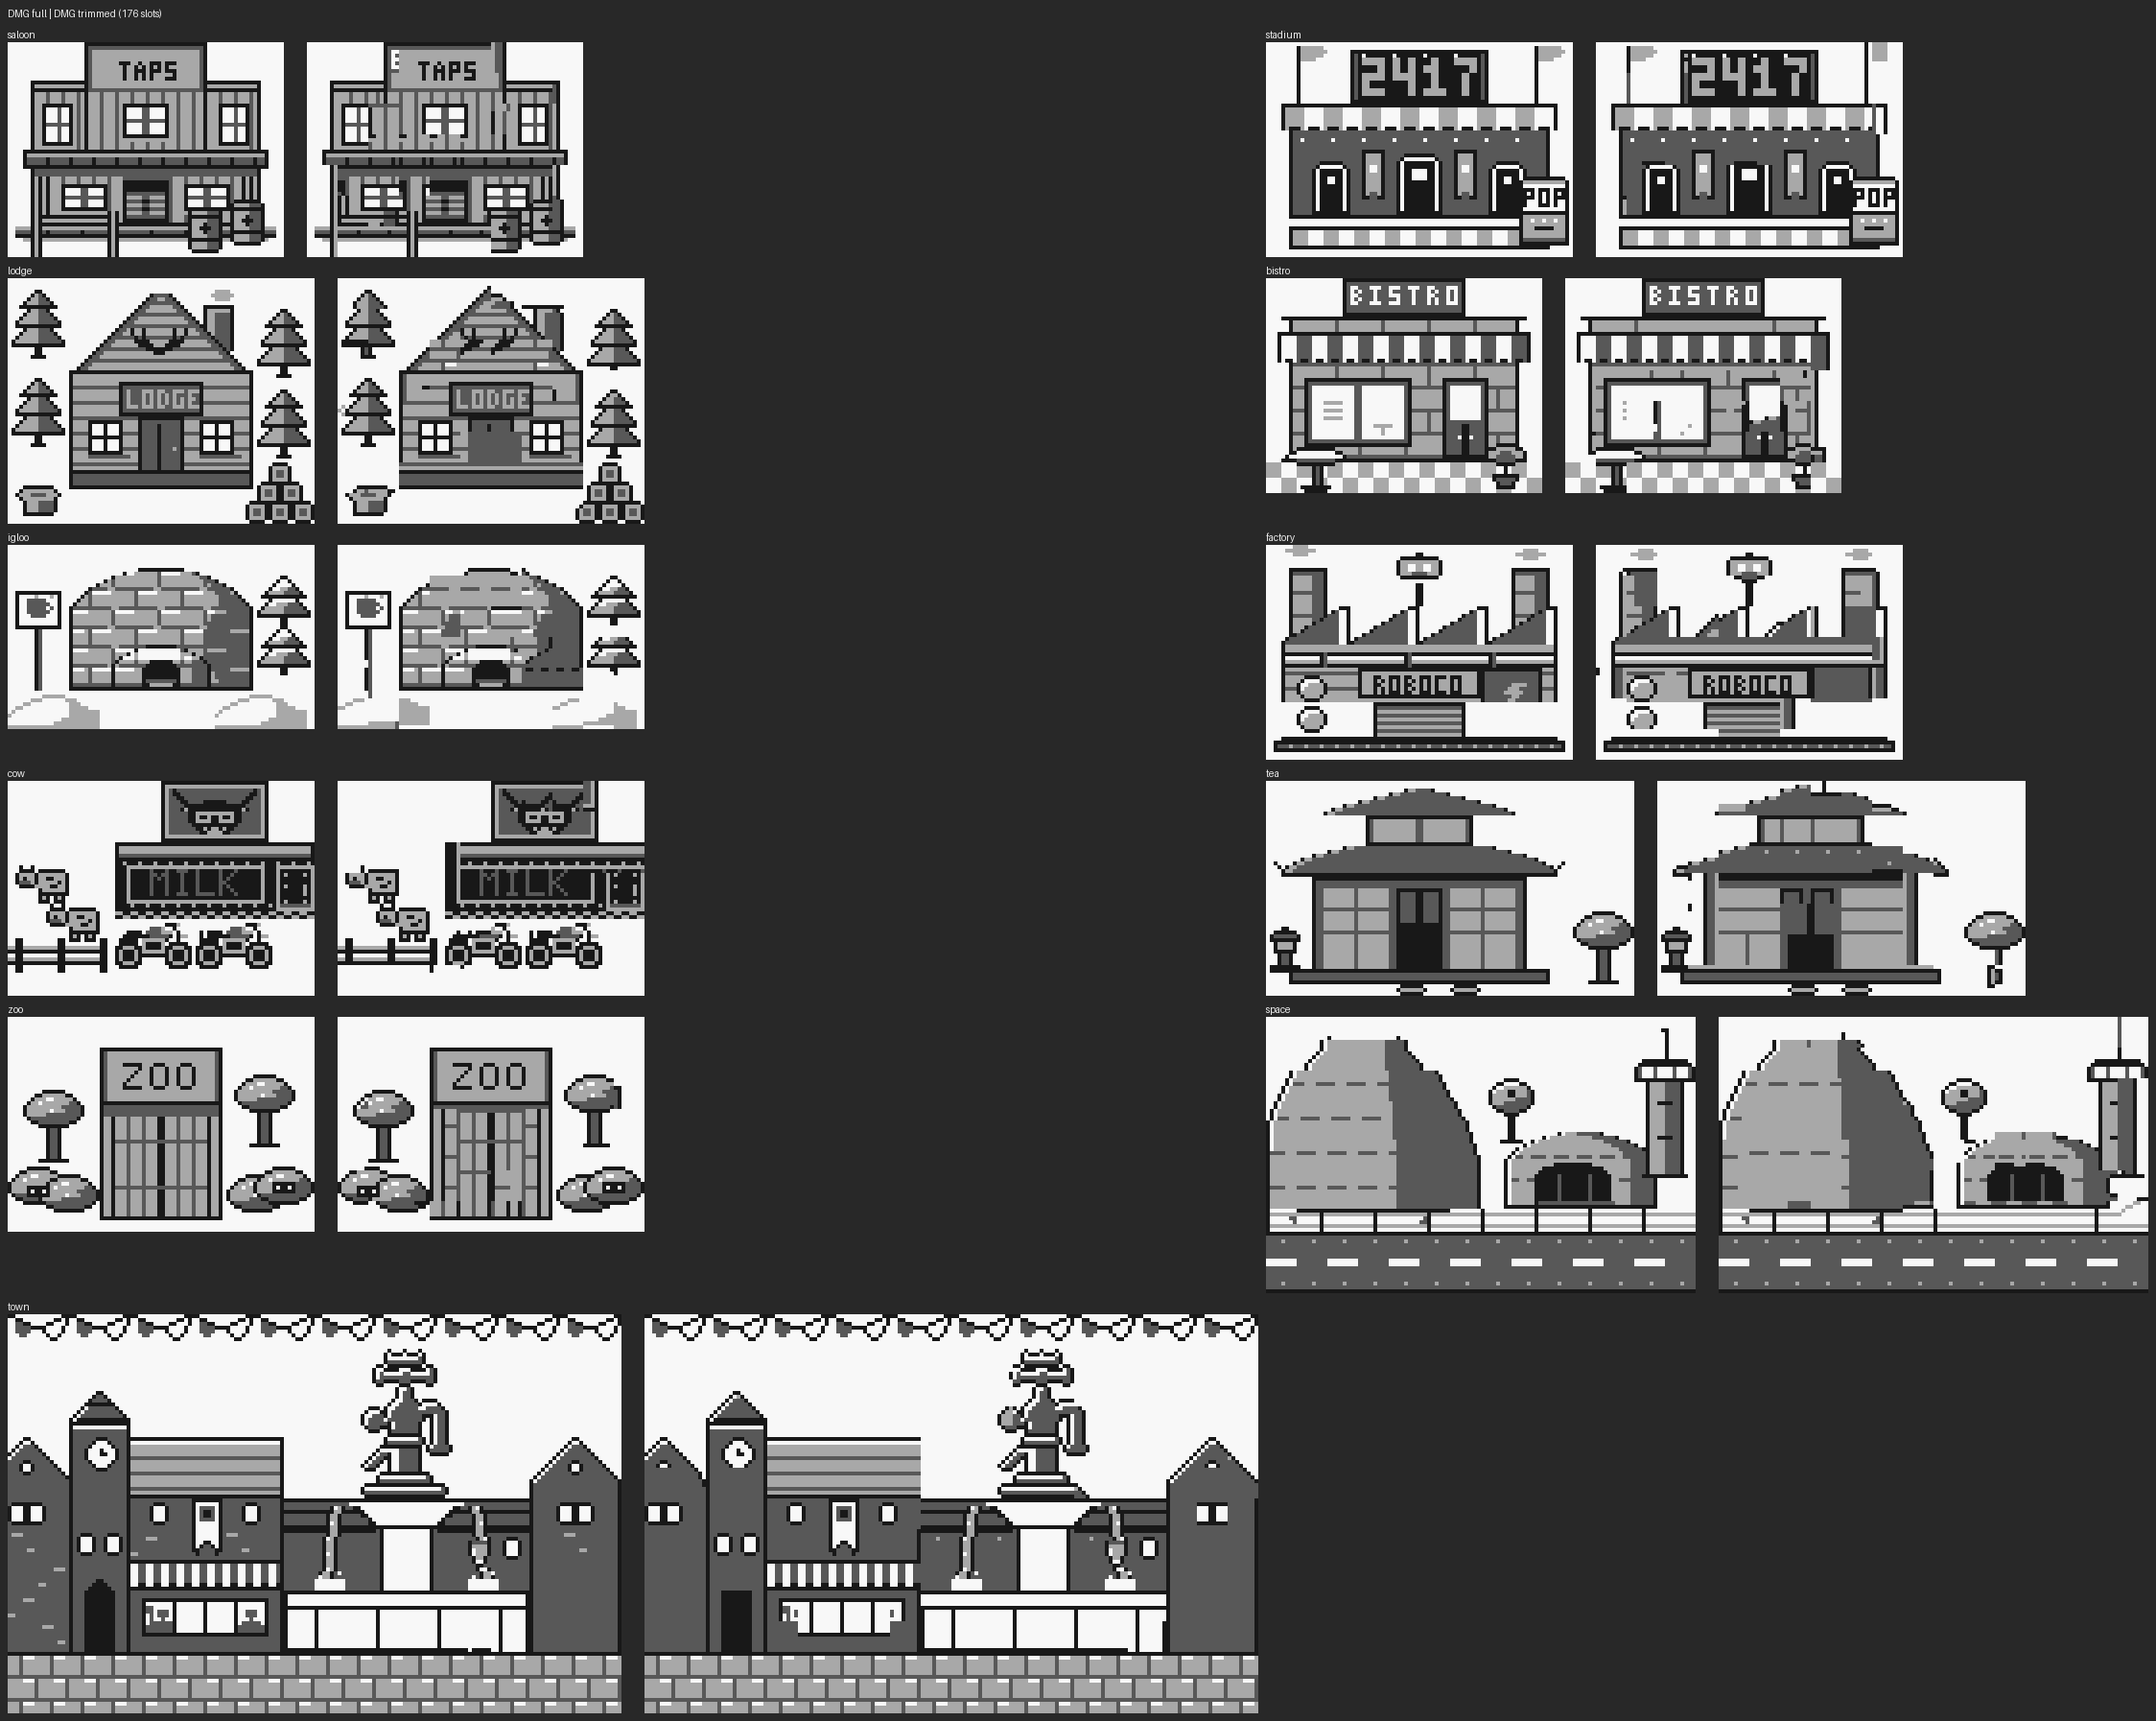 DMG full | DMG trimmed (176 slots)
saloon
TAPS
TAPS
stadium
2417
POP
2417
POP
lodge
LODGE
LODGE
bistro
BISTRO
BISTRO
igloo
factory
ROBOCO
ROBOCO
cow
MILK
MILK
tea
zoo
ZOO
ZOO
space
town